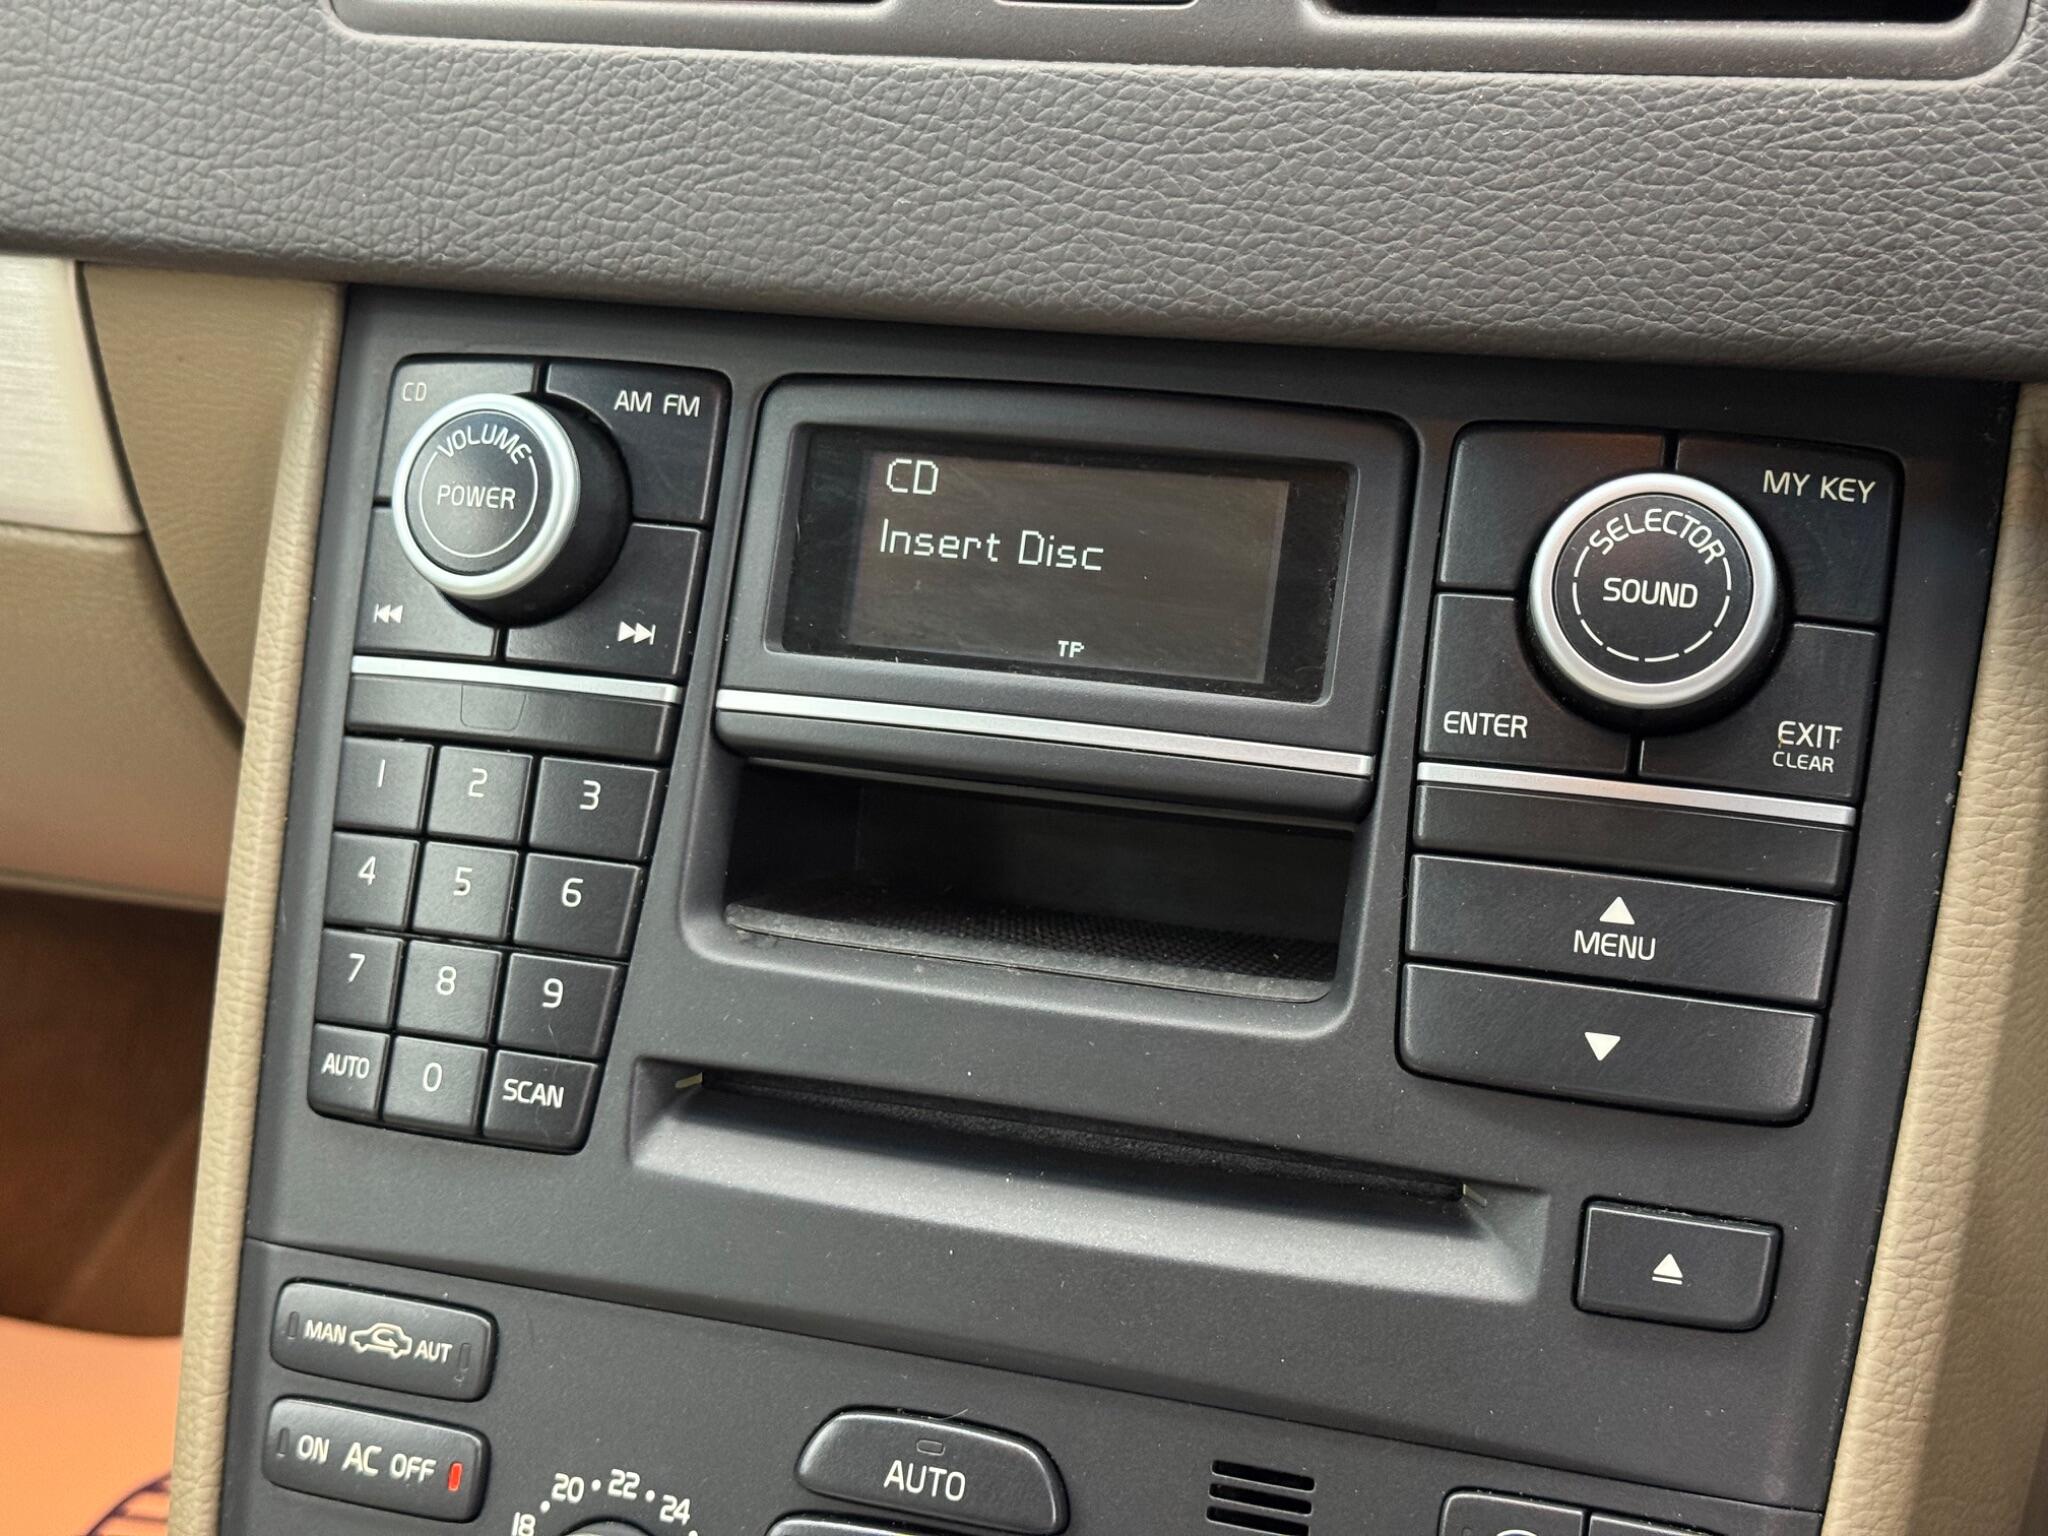 CD
AM FM
VOLUME
POWER
CD
Insert Disc
TP
MY KEY
SELECTOR
SOUND
ENTER
EXIT
CLEAR
1 2 3
4 5 6
7 8 9
AUTO 0 SCAN
MENU
MAN AUT
ON AC OFF
18 20 22 24
AUTO